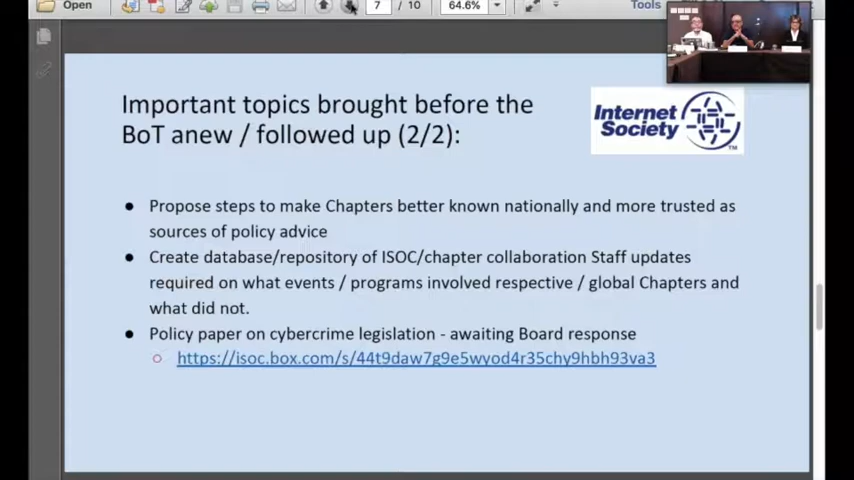 Open
7 / 10
64.6%
Tools
Important topics brought before the
BoT anew / followed up (2/2):
Internet
Society
TM
● Propose steps to make Chapters better known nationally and more trusted as
sources of policy advice
● Create database/repository of ISOC/chapter collaboration Staff updates
required on what events / programs involved respective / global Chapters and
what did not.
● Policy paper on cybercrime legislation - awaiting Board response
○ https://isoc.box.com/s/44t9daw7g9e5wyod4r35chy9hbh93va3